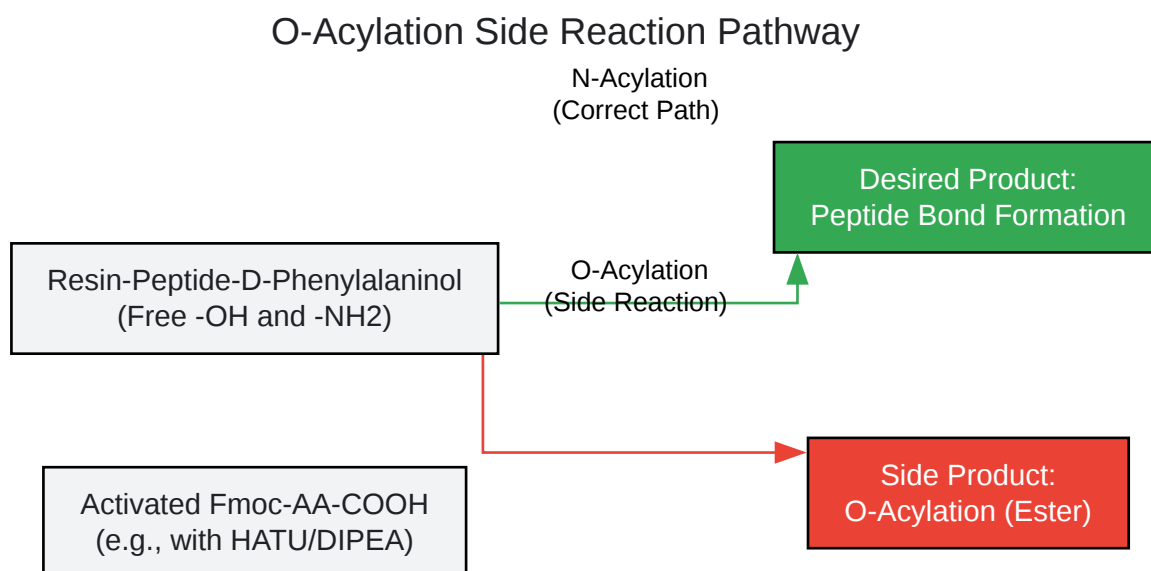 O-Acylation Side Reaction Pathway
N-Acylation
(Correct Path)
Desired Product:
Peptide Bond Formation
Resin-Peptide-D-Phenylalaninol
(Free -OH and -NH2)
O-Acylation
(Side Reaction)
Activated Fmoc-AA-COOH
(e.g., with HATU/DIPEA)
Side Product:
O-Acylation (Ester)